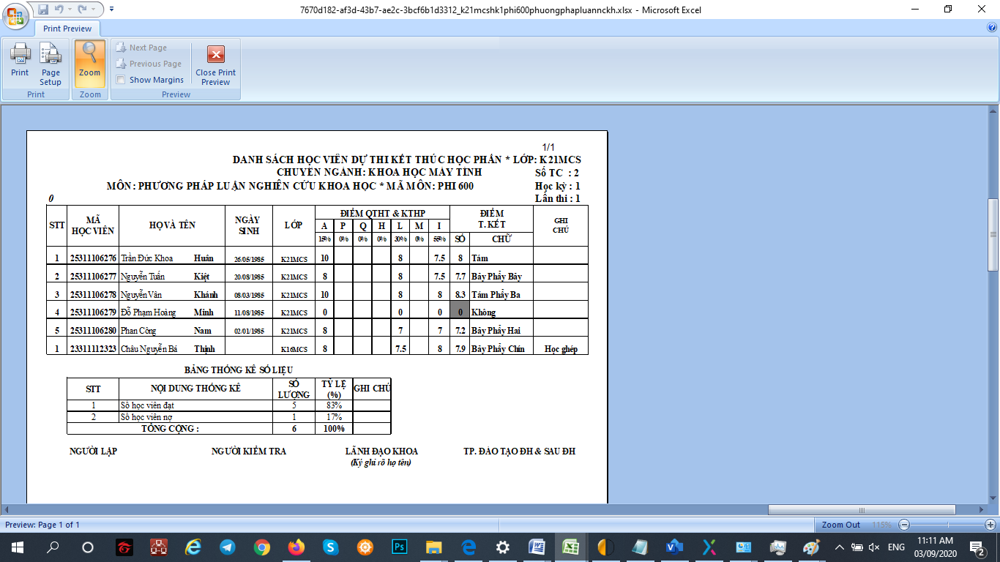 7670d182-af3d-43b7-ae2c-3bcf6b1d3312_k21mcshk1phi600phuongphapluannckh.xlsx - Microsoft Excel
Print Preview
Print
Page Setup
Zoom
Next Page
Previous Page
Show Margins
Close Print Preview
Print
Zoom
Preview
1/1
DANH SÁCH HỌC VIÊN DỰ THI KẾT THÚC HỌC PHẦN * LỚP: K21MCS
CHUYÊN NGÀNH: KHOA HỌC MÁY TÍNH
Số TC : 2
MÔN: PHƯƠNG PHÁP LUẬN NGHIÊN CỨU KHOA HỌC * MÃ MÔN: PHI 600
Học kỳ : 1
0
Lần thi : 1
STT MÃ HỌC VIÊN HỌ VÀ TÊN NGÀY SINH LỚP ĐIỂM QTHT & KTHP ĐIỂM T. KẾT GHI CHÚ
A P Q H L M I
15% 0% 0% 0% 30% 0% 55% SỐ CHỮ
1 25311106276 Trần Đức Khoa Huân 26/05/1985 K21MCS 10 8 7.5 8 Tám
2 25311106277 Nguyễn Tuấn Kiệt 20/08/1985 K21MCS 8 8 7.5 7.7 Bảy Phẩy Bảy
3 25311106278 Nguyễn Vân Khánh 08/03/1985 K21MCS 10 8 8 8.3 Tám Phẩy Ba
4 25311106279 Đỗ Phạm Hoàng Minh 11/08/1985 K21MCS 0 0 0 0 Không
5 25311106280 Phan Công Nam 02/01/1985 K21MCS 8 7 7 7.2 Bảy Phẩy Hai
1 23311112323 Châu Nguyễn Bá Thịnh K16MCS 8 7.5 8 7.9 Bảy Phẩy Chín Học ghép
BẢNG THỐNG KÊ SỐ LIỆU
STT NỘI DUNG THỐNG KÊ SỐ LƯỢNG TỶ LỆ (%) GHI CHÚ
1 Số học viên đạt 5 83%
2 Số học viên nợ 1 17%
TỔNG CỘNG : 6 100%
NGƯỜI LẬP NGƯỜI KIỂM TRA LÃNH ĐẠO KHOA TP. ĐÀO TẠO ĐH & SAU ĐH
(Ký ghi rõ họ tên)
Preview: Page 1 of 1
Zoom Out 115%
ENG
11:11 AM
03/09/2020
2